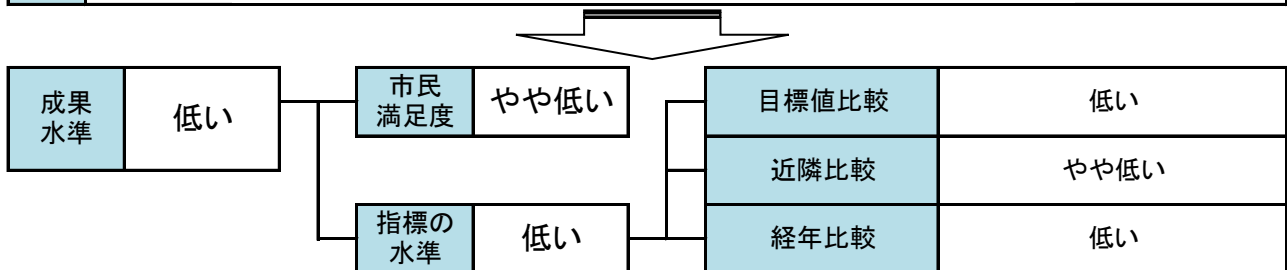 成果
水準
低い
市民
満足度
やや低い
指標の
水準
低い
目標値比較
低い
近隣比較
やや低い
経年比較
低い